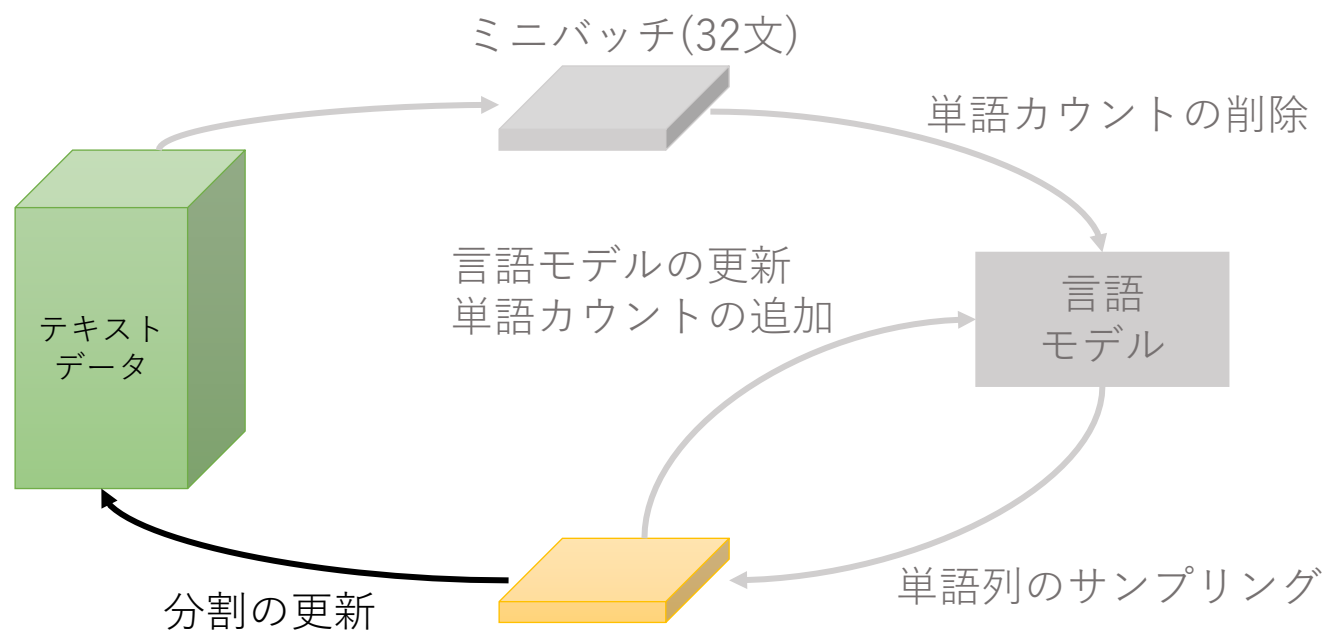 ミニバッチ(32文)
単語カウントの削除
言語モデルの更新
単語カウントの追加
言語
モデル
テキスト
データ
単語列のサンプリング
分割の更新